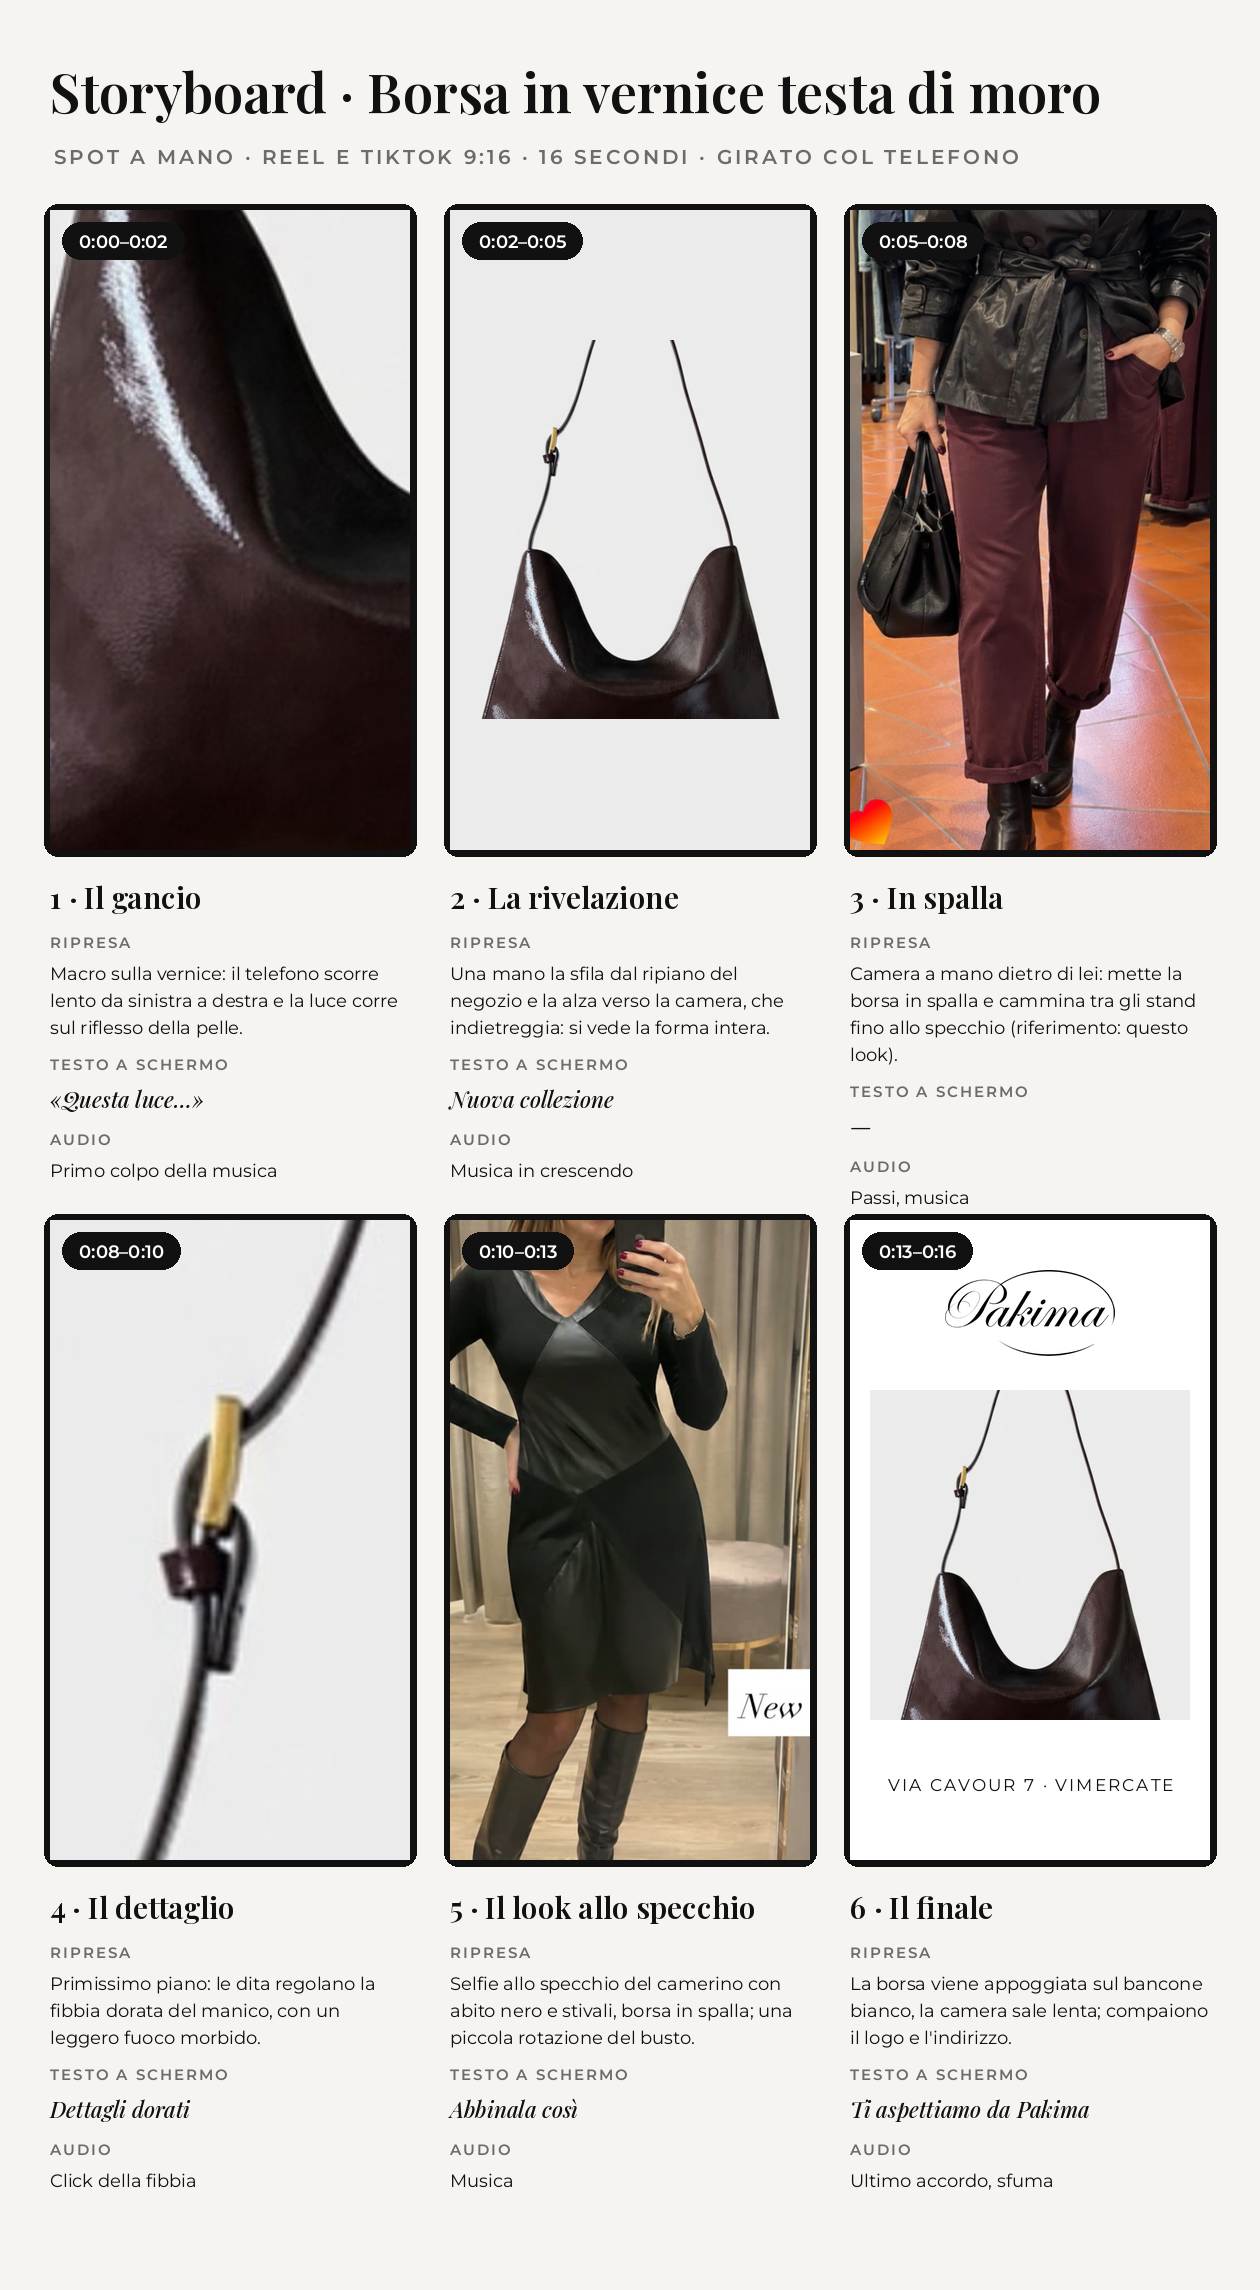 Storyboard · Borsa in vernice testa di moro
SPOT A MANO · REEL E TIKTOK 9:16 · 16 SECONDI · GIRATO COL TELEFONO
0:00–0:02
1 · Il gancio
RIPRESA
Macro sulla vernice: il telefono scorre
lento da sinistra a destra e la luce corre
sul riflesso della pelle.
TESTO A SCHERMO
«Questa luce...»
AUDIO
Primo colpo della musica
0:02–0:05
2 · La rivelazione
RIPRESA
Una mano la sfila dal ripiano del
negozio e la alza verso la camera, che
indietreggia: si vede la forma intera.
TESTO A SCHERMO
Nuova collezione
AUDIO
Musica in crescendo
0:05–0:08
3 · In spalla
RIPRESA
Camera a mano dietro di lei: mette la
borsa in spalla e cammina tra gli stand
fino allo specchio (riferimento: questo
look).
TESTO A SCHERMO
—
AUDIO
Passi, musica
0:08–0:10
4 · Il dettaglio
RIPRESA
Primissimo piano: le dita regolano la
fibbia dorata del manico, con un
leggero fuoco morbido.
TESTO A SCHERMO
Dettagli dorati
AUDIO
Click della fibbia
0:10–0:13
New
5 · Il look allo specchio
RIPRESA
Selfie allo specchio del camerino con
abito nero e stivali, borsa in spalla; una
piccola rotazione del busto.
TESTO A SCHERMO
Abbinala così
AUDIO
Musica
0:13–0:16
Pakima
VIA CAVOUR 7 · VIMERCATE
6 · Il finale
RIPRESA
La borsa viene appoggiata sul bancone
bianco, la camera sale lenta; compaiono
il logo e l'indirizzo.
TESTO A SCHERMO
Ti aspettiamo da Pakima
AUDIO
Ultimo accordo, sfuma